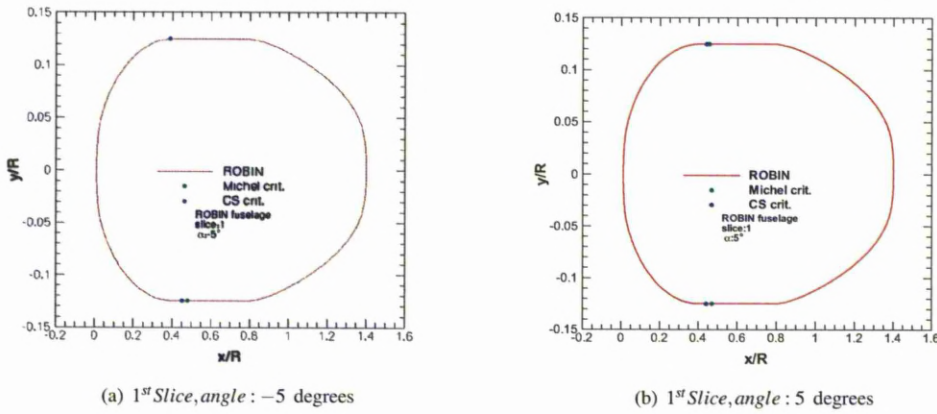 0.15
0.1
0.05
0
-0.05
-0.1
-0.15
y/R
-0.2 0 0.2 0.4 0.6 0.8 1 1.2 1.4 1.6
x/R
ROBIN
Michel crit.
CS crit.
ROBIN fuselage
slice:1
α:-5°
(a) 1st Slice, angle : −5 degrees
0.15
0.1
0.05
0
-0.05
-0.1
-0.15
y/R
-0.2 0 0.2 0.4 0.6 0.8 1 1.2 1.4 1.6
x/R
ROBIN
Michel crit.
CS crit.
ROBIN fuselage
slice:1
α:5°
(b) 1st Slice, angle : 5 degrees